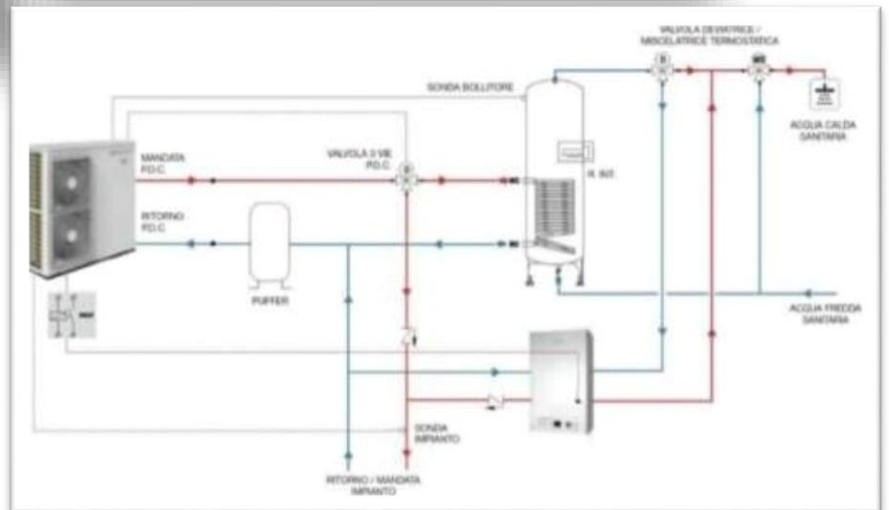 VALVOLA DEVIATRICE /
MISCELATRICE TERMOSTATICA
SONDA BOLLITORE
ACQUA CALDA
SANITARIA
MANDATA
P.D.C.
VALVOLA 3 VIE
P.D.C.
RITORNO
P.D.C.
PUFFER
ACQUA FREDDA
SANITARIA
SONDA
IMPIANTO
RITORNO / MANDATA
IMPIANTO